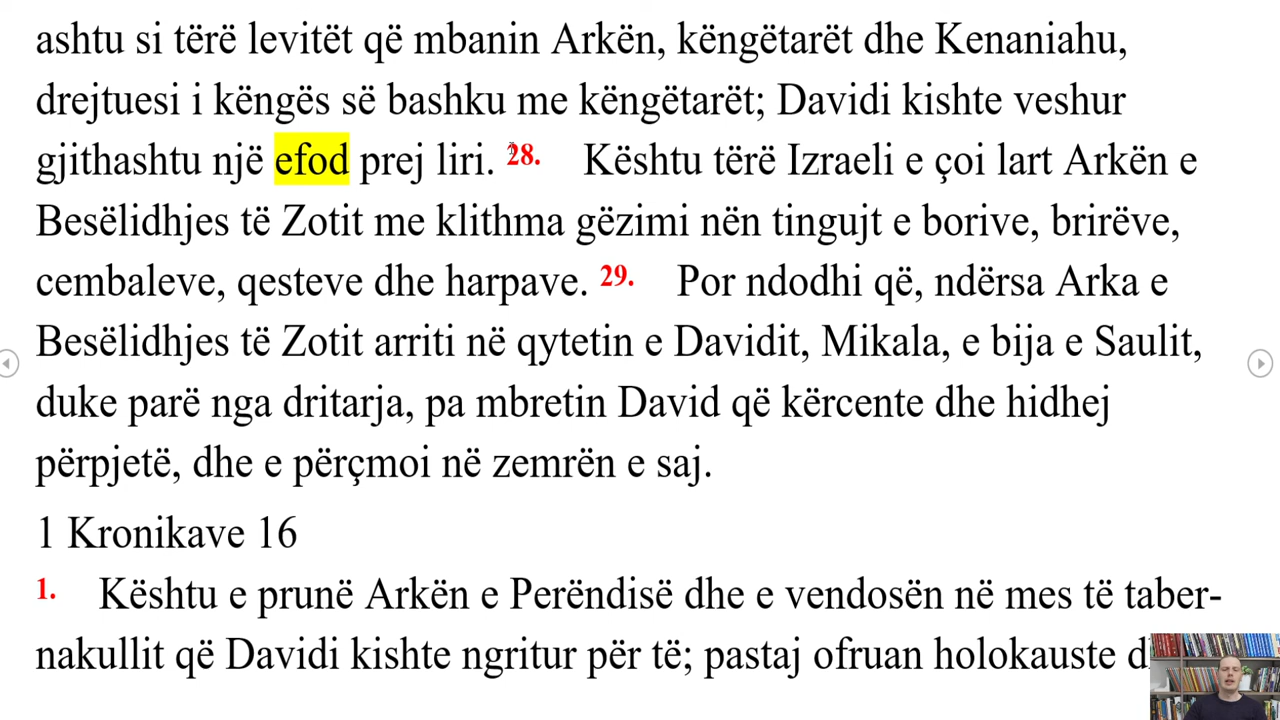 ashtu si tërë levitët që mbanin Arkën, këngëtarët dhe Kenaniahu,
drejtuesi i këngës së bashku me këngëtarët; Davidi kishte veshur
gjithashtu një efod prej liri. 28. Kështu tërë Izraeli e çoi lart Arkën e
Besëlidhjes të Zotit me klithma gëzimi nën tingujt e borive, brirëve,
cembaleve, qesteve dhe harpave. 29. Por ndodhi që, ndërsa Arka e
Besëlidhjes të Zotit arriti në qytetin e Davidit, Mikala, e bija e Saulit,
duke parë nga dritarja, pa mbretin David që kërcente dhe hidhej
përpjetë, dhe e përçmoi në zemrën e saj.
1 Kronikave 16
1. Kështu e prunë Arkën e Perëndisë dhe e vendosën në mes të taber-
nakullit që Davidi kishte ngritur për të; pastaj ofruan holokauste